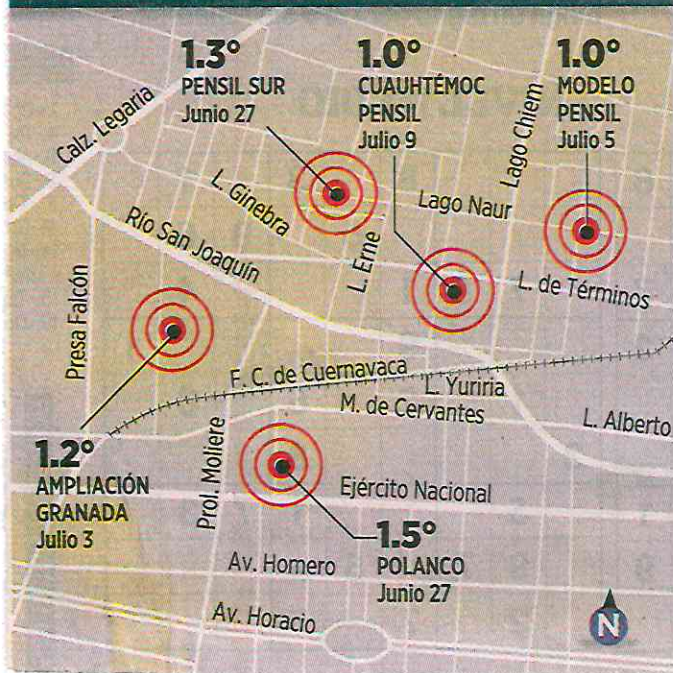 1.3°
PENSIL SUR
Junio 27
1.0°
CUAUHTÉMOC
PENSIL
Julio 9
1.0°
MODELO
PENSIL
Julio 5
Calz. Legaria
Lago Chiem
L. Ginebra
Lago Naur
Río San Joaquín
L. Erne
L. de Términos
Presa Falcón
F. C. de Cuernavaca
L. Yuriria
M. de Cervantes
L. Alberto
1.2°
AMPLIACIÓN
GRANADA
Julio 3
Prol. Moliere
Ejército Nacional
1.5°
POLANCO
Junio 27
Av. Homero
Av. Horacio
N